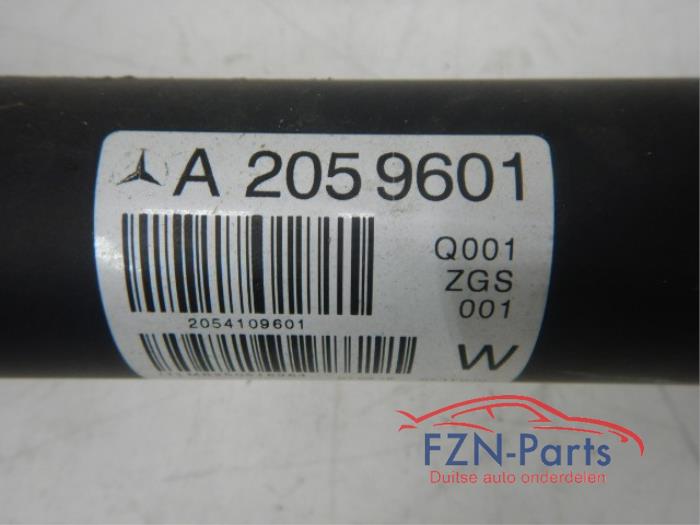 A 205 9601
Q001
ZGS
001
2054109601
W
FZN-Parts
Duitse auto onderdelen